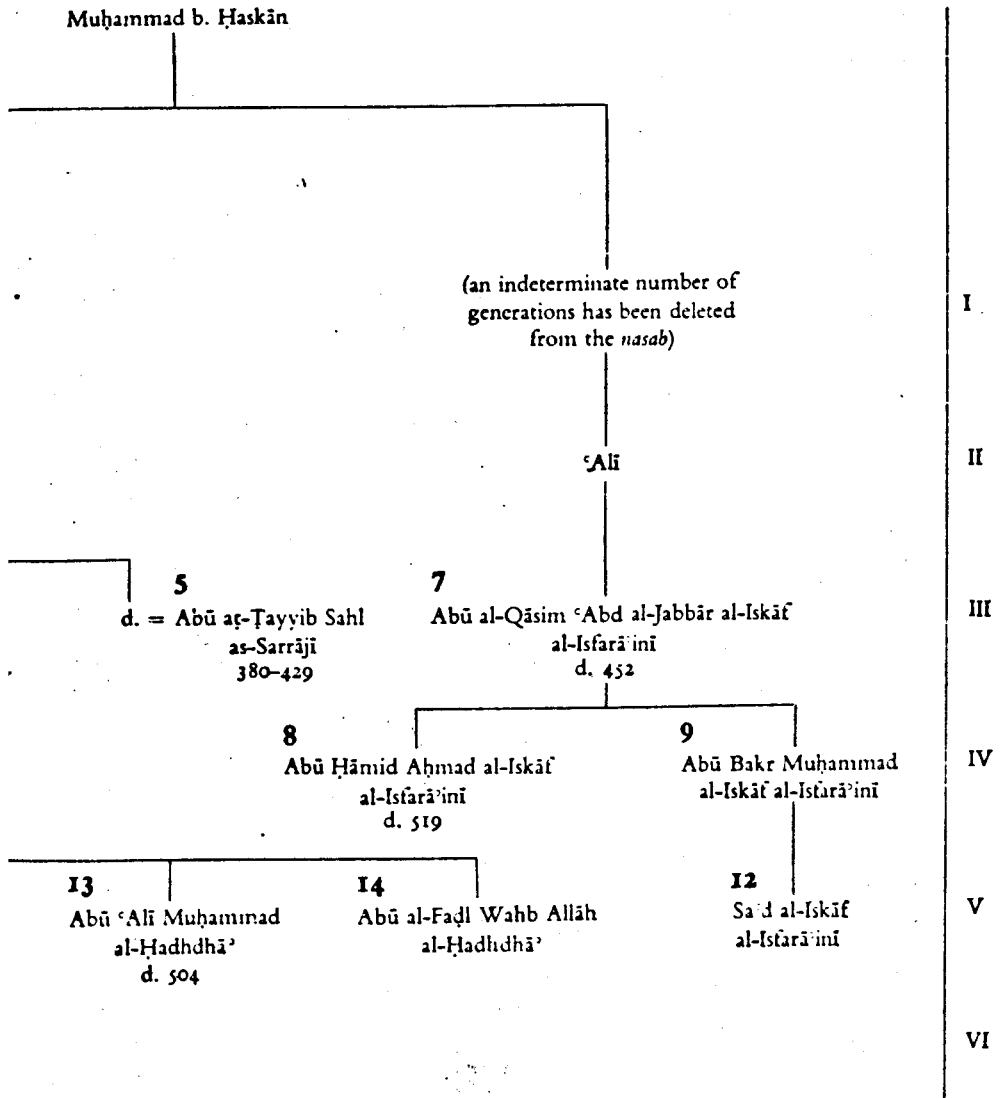 Muḥammad b. Ḥaskān
(an indeterminate number of
generations has been deleted
from the nasab)
I
ʿAlī
II
5
d. = Abū aṭ-Ṭayyib Sahl
as-Sarrājī
380–429
7
Abū al-Qāsim ʿAbd al-Jabbār al-Iskāf
al-Isfarāʾinī
d. 452
III
8
Abū Ḥāmid Aḥmad al-Iskāf
al-Isfarāʾinī
d. 519
9
Abū Bakr Muḥammad
al-Iskāf al-Isfarāʾinī
IV
13
Abū ʿAlī Muḥammad
al-Ḥadhdhāʾ
d. 504
14
Abū al-Faḍl Wahb Allāh
al-Ḥadhdhāʾ
12
Saʿd al-Iskāf
al-Isfarāʾinī
V
VI